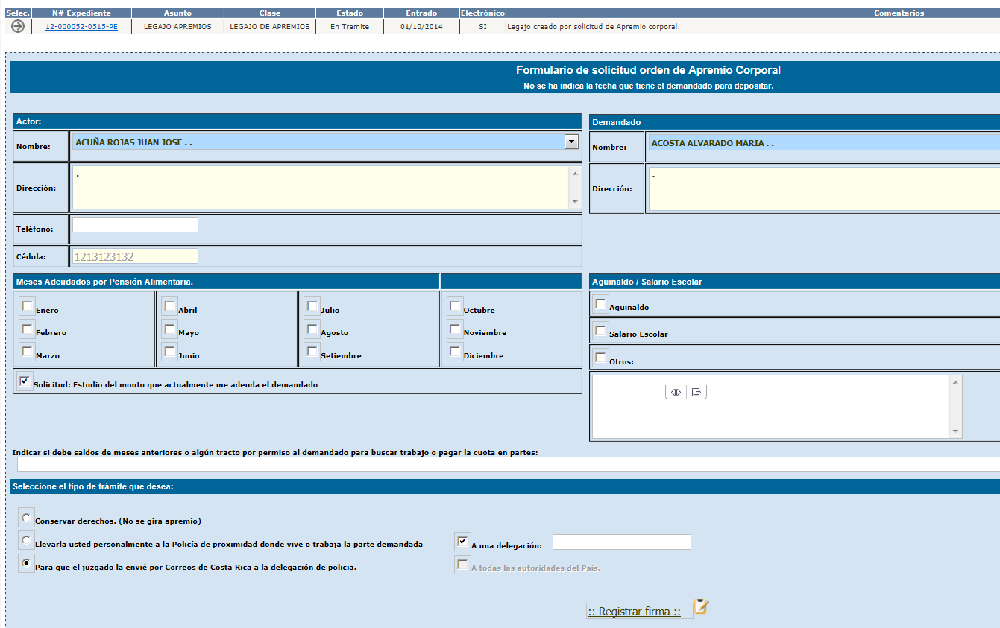 Selec. N# Expediente Asunto Clase Estado Entrado Electrónico Comentarios
12-000052-0515-PE LEGAJO APREMIOS LEGAJO DE APREMIOS En Tramite 01/10/2014 SI Legajo creado por solicitud de Apremio corporal.
Formulario de solicitud orden de Apremio Corporal
No se ha indica la fecha que tiene el demandado para depositar.
Actor:
Nombre: ACUÑA ROJAS JUAN JOSE . .
Dirección: .
Teléfono:
Cédula: 1213123132
Demandado
Nombre: ACOSTA ALVARADO MARIA . .
Dirección: .
Meses Adeudados por Pensión Alimentaria.
Enero Abril Julio Octubre
Febrero Mayo Agosto Noviembre
Marzo Junio Setiembre Diciembre
Solicitud: Estudio del monto que actualmente me adeuda el demandado
Aguinaldo / Salario Escolar
Aguinaldo
Salario Escolar
Otros:
Indicar si debe saldos de meses anteriores o algún tracto por permiso al demandado para buscar trabajo o pagar la cuota en partes:
Seleccione el tipo de trámite que desea:
Conservar derechos. (No se gira apremio)
Llevarla usted personalmente a la Policía de proximidad donde vive o trabaja la parte demandada
A una delegación:
Para que el juzgado la envié por Correos de Costa Rica a la delegación de policia.
A todas las autoridades del País.
:: Registrar firma ::